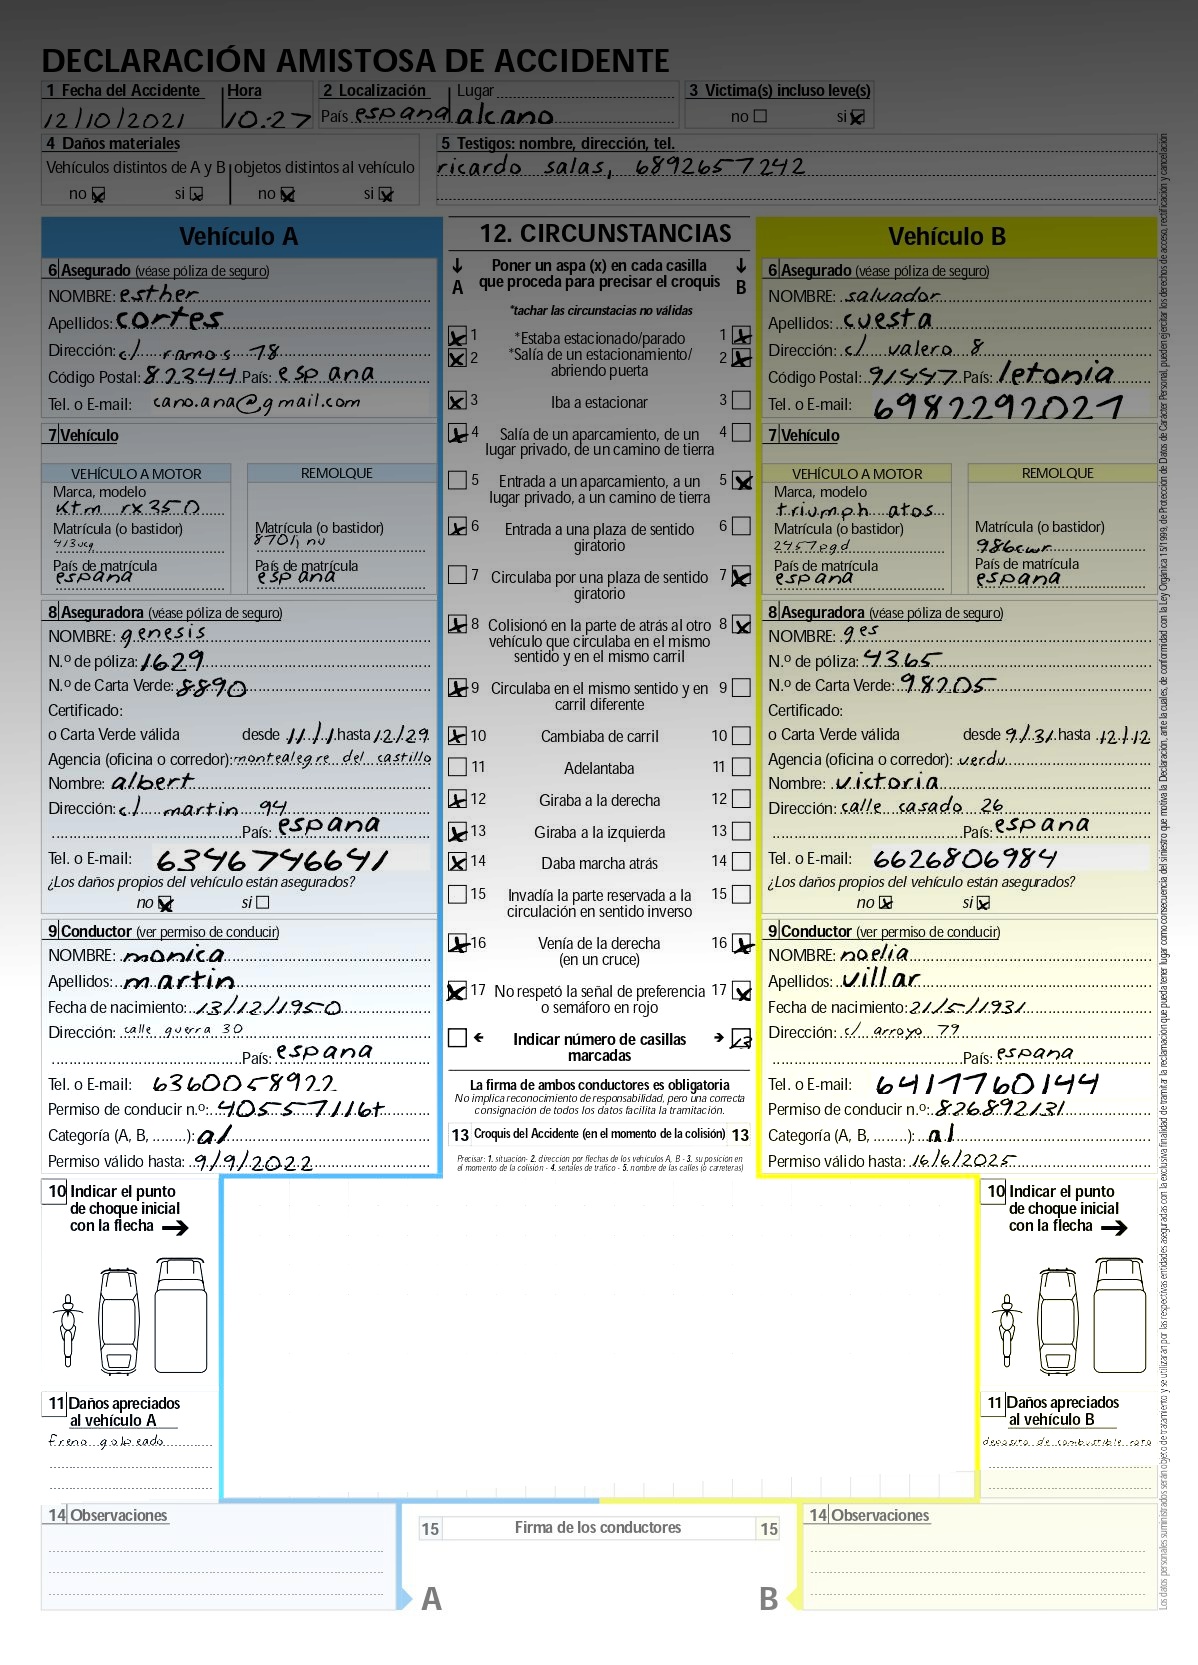 DECLARACIÓN AMISTOSA DE ACCIDENTE
1 Fecha del Accidente Hora 2 Localización Lugar 3 Victima(s) incluso leve(s)
12/10/2021 10:27 País espana alcano no si
4 Daños materiales 5 Testigos: nombre, dirección, tel.
Vehículos distintos de A y B objetos distintos al vehículo ricardo salas, 6892657242
no si no si
Vehículo A
6 Asegurado (véase póliza de seguro)
NOMBRE: esther
Apellidos: cortes
Dirección: c/ ramos 78
Código Postal: 82344 País: espana
Tel. o E-mail: cano.ana@gmail.com
7 Vehículo
VEHÍCULO A MOTOR REMOLQUE
Marca, modelo
ktm rx350
Matrícula (o bastidor) Matrícula (o bastidor)
413vcg 8701jnv
País de matrícula País de matrícula
espana espana
8 Aseguradora (véase póliza de seguro)
NOMBRE: genesis
N.º de póliza: 1629
N.º de Carta Verde: 8890
Certificado:
o Carta Verde válida desde 11/1 hasta 12/29
Agencia (oficina o corredor): montealegre del castillo
Nombre: albert
Dirección: c/ martin 94
País: espana
Tel. o E-mail: 6346746641
¿Los daños propios del vehículo están asegurados?
no si
9 Conductor (ver permiso de conducir)
NOMBRE: monica
Apellidos: martin
Fecha de nacimiento: 13/12/1950
Dirección: calle guerra 30
País: espana
Tel. o E-mail: 6360058922
Permiso de conducir n.º: 40557116t
Categoría (A, B, ........): a1
Permiso válido hasta: 9/9/2022
10 Indicar el punto
de choque inicial
con la flecha
11 Daños apreciados
al vehículo A
freno golpeado
14 Observaciones
12. CIRCUNSTANCIAS
Poner un aspa (x) en cada casilla
A que proceda para precisar el croquis B
*tachar las circunstacias no válidas
1 *Estaba estacionado/parado 1
2 *Salía de un estacionamiento/ 2
abriendo puerta
3 Iba a estacionar 3
4 Salía de un aparcamiento, de un 4
lugar privado, de un camino de tierra
5 Entrada a un aparcamiento, a un 5
lugar privado, a un camino de tierra
6 Entrada a una plaza de sentido 6
giratorio
7 Circulaba por una plaza de sentido 7
giratorio
8 Colisionó en la parte de atrás al otro 8
vehículo que circulaba en el mismo
sentido y en el mismo carril
9 Circulaba en el mismo sentido y en 9
carril diferente
10 Cambiaba de carril 10
11 Adelantaba 11
12 Giraba a la derecha 12
13 Giraba a la izquierda 13
14 Daba marcha atrás 14
15 Invadía la parte reservada a la 15
circulación en sentido inverso
16 Venía de la derecha 16
(en un cruce)
17 No respetó la señal de preferencia 17
o semáforo en rojo
Indicar número de casillas 13
marcadas
La firma de ambos conductores es obligatoria
No implica reconocimiento de responsabilidad, pero una correcta
consignación de todos los datos facilita la tramitación.
13 Croquis del Accidente (en el momento de la colisión) 13
Precisar: 1. situación- 2. dirección por flechas de los vehículos A, B - 3. su posición en
el momento de la colisión - 4. señales de trafico - 5. nombre de las calles (o carreteras)
15 Firma de los conductores 15
A B
Vehículo B
6 Asegurado (véase póliza de seguro)
NOMBRE: salvador
Apellidos: cuesta
Dirección: c/ valero 8
Código Postal: País: letonia
Tel. o E-mail: 6982292021
7 Vehículo
VEHÍCULO A MOTOR REMOLQUE
Marca, modelo
triumph atos
Matrícula (o bastidor) Matrícula (o bastidor)
2457pgd 986cwr
País de matrícula País de matrícula
espana espana
8 Aseguradora (véase póliza de seguro)
NOMBRE: ges
N.º de póliza: 4365
N.º de Carta Verde: 98205
Certificado:
o Carta Verde válida desde 9/31 hasta 12/12
Agencia (oficina o corredor): verdu
Nombre: victoria
Dirección: calle casado 26
País: espana
Tel. o E-mail: 6626806984
¿Los daños propios del vehículo están asegurados?
no si
9 Conductor (ver permiso de conducir)
NOMBRE: noelia
Apellidos: villar
Fecha de nacimiento: 21/5/1931
Dirección: c/ arroyo 79
País: espana
Tel. o E-mail: 6417760144
Permiso de conducir n.º: 826892131
Categoría (A, B, ........): a1
Permiso válido hasta: 16/6/2025
10 Indicar el punto
de choque inicial
con la flecha
11 Daños apreciados
al vehículo B
deposito de combustible roto
14 Observaciones
Los datos personales suministrados serán objeto de tratamiento y se utilizaran por las respectivas entidades aseguradas con la exclusiva finalidad de tramitar la reclamación que pueda tener lugar como consecuencia del siniestro que motiva la Declaración, ante la cuales, de conformidad con la Ley Orgánica 15/1999, de Protección de Datos de Carácter Personal, pueden ejercitar los derechos de acceso, rectificación y cancelación